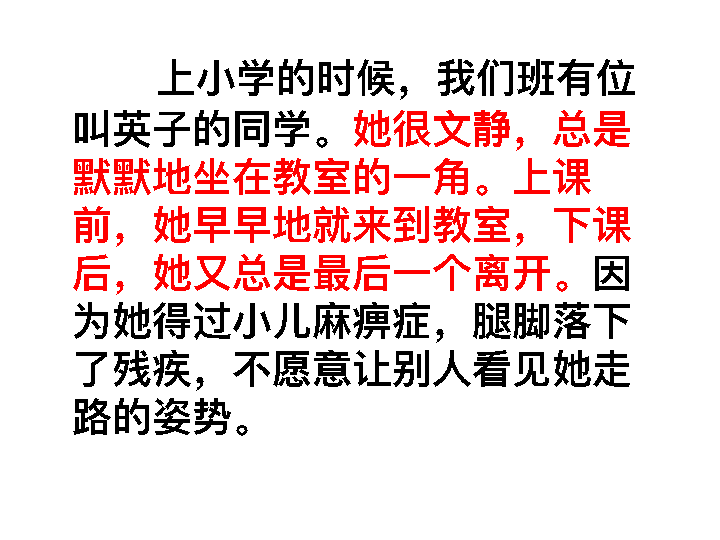 上小学的时候，我们班有位
叫英子的同学。她很文静，总是
默默地坐在教室的一角。上课
前，她早早地就来到教室，下课
后，她又总是最后一个离开。因
为她得过小儿麻痹症，腿脚落下
了残疾，不愿意让别人看见她走
路的姿势。